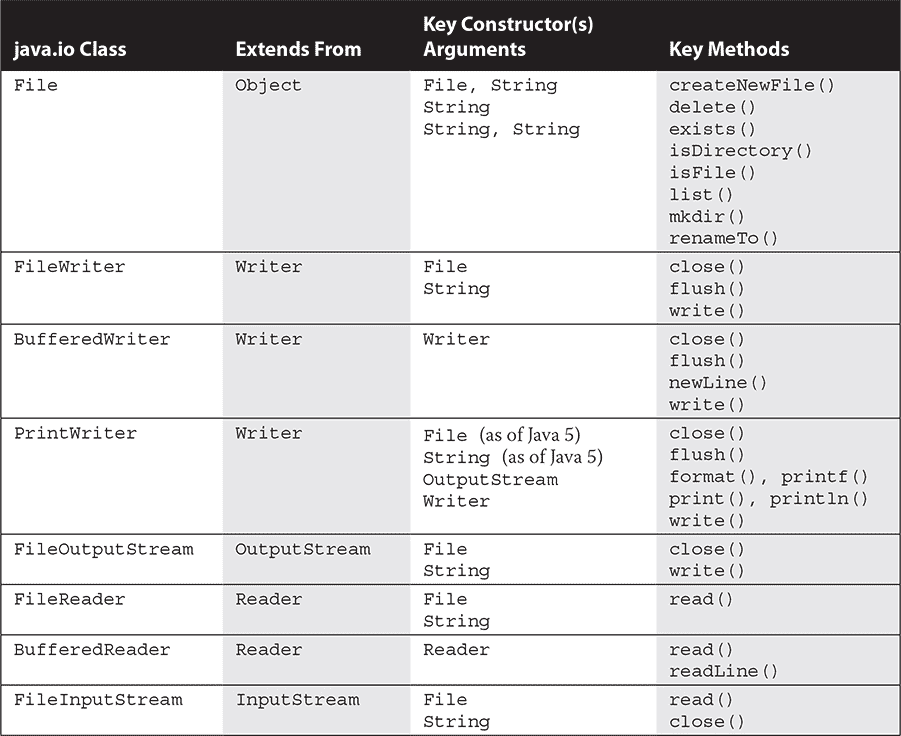 java.io Class Extends From Key Constructor(s) Arguments Key Methods
File Object File, String createNewFile()
String delete()
String, String exists()
isDirectory()
isFile()
list()
mkdir()
renameTo()
FileWriter Writer File close()
String flush()
write()
BufferedWriter Writer Writer close()
flush()
newLine()
write()
PrintWriter Writer File (as of Java 5) close()
String (as of Java 5) flush()
OutputStream format(), printf()
Writer print(), println()
write()
FileOutputStream OutputStream File close()
String write()
FileReader Reader File read()
String
BufferedReader Reader Reader read()
readLine()
FileInputStream InputStream File read()
String close()